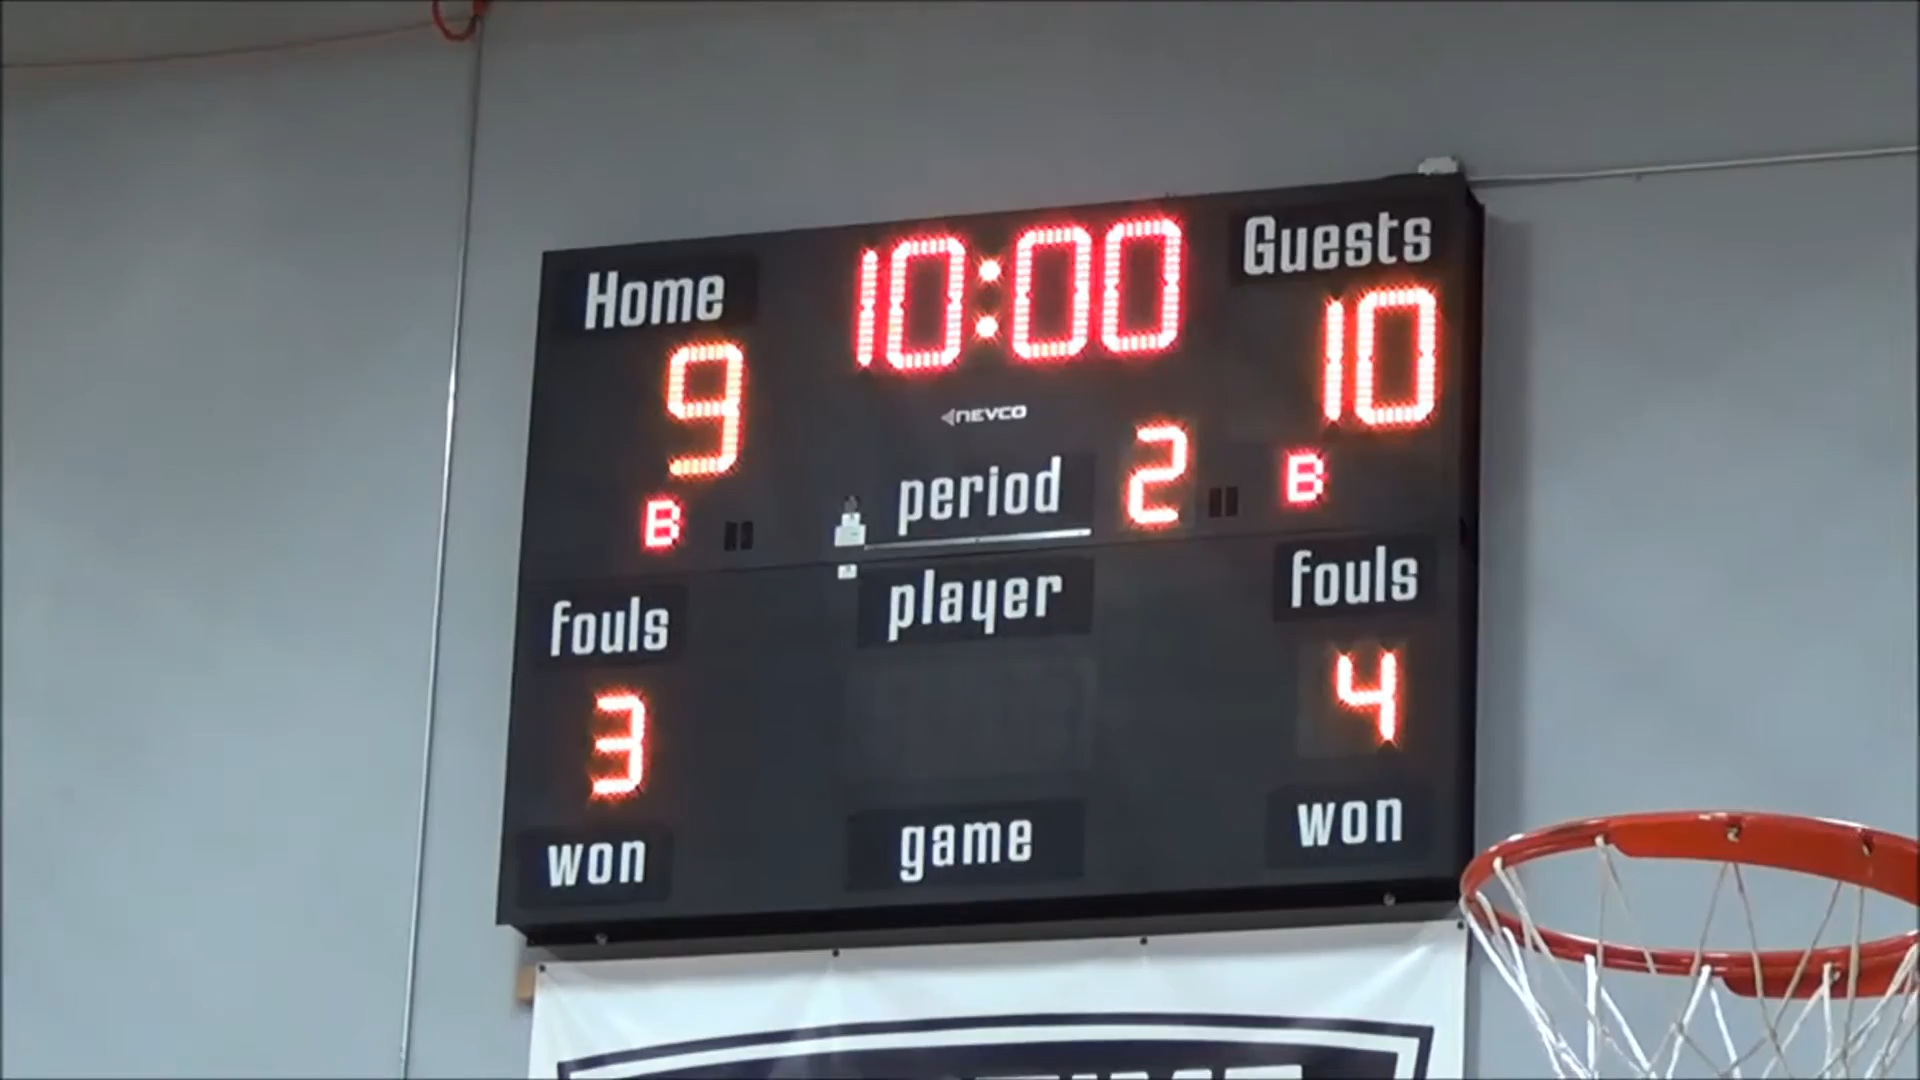 Home 10:00 Guests
9 10
NEVCO
B period 2 B
fouls player fouls
3 4
won game won